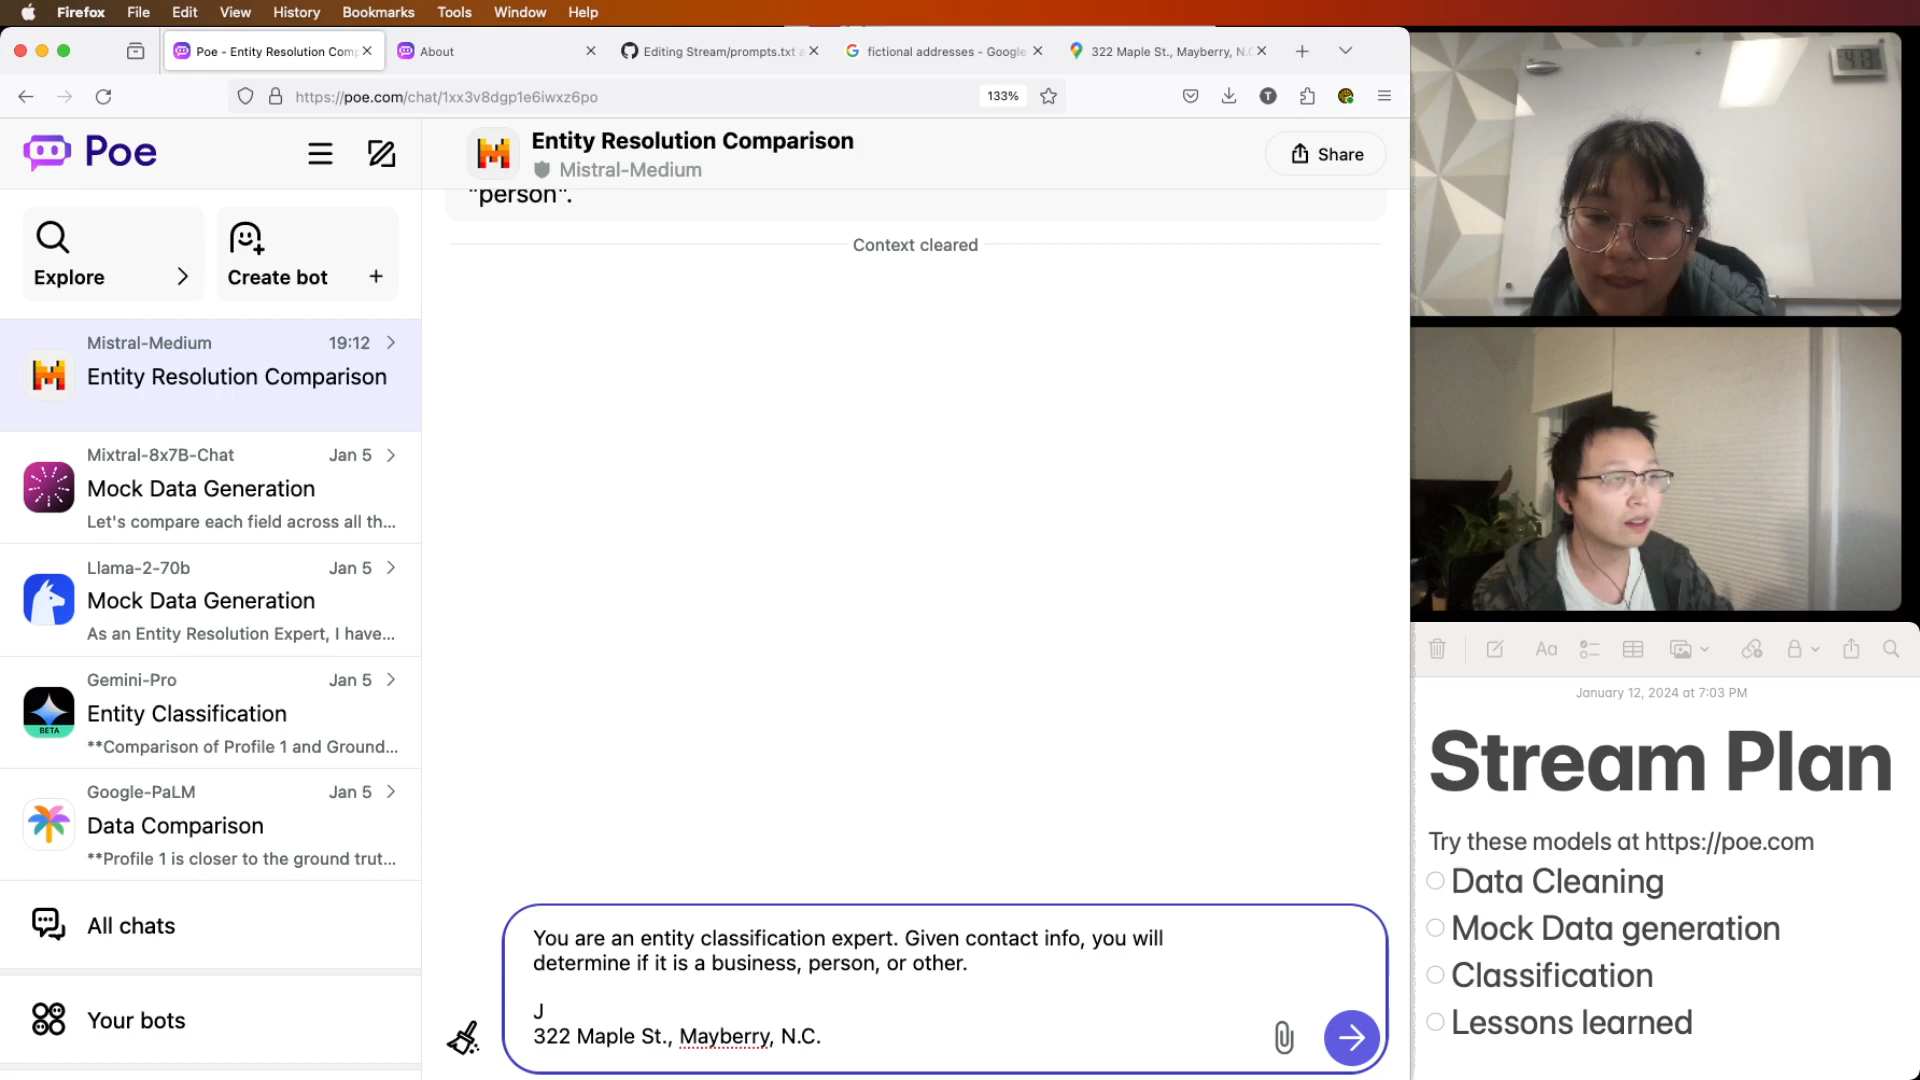 Firefox File Edit View History Bookmarks Tools Window Help
Poe - Entity Resolution Comp
About
Editing Stream/prompts.txt a
fictional addresses - Google
322 Maple St., Mayberry, N.C
https://poe.com/chat/1xx3v8dgp1e6iwxz6po
133%
Poe
Explore
Create bot +
Mistral-Medium 19:12
Entity Resolution Comparison
Mixtral-8x7B-Chat Jan 5
Mock Data Generation
Let's compare each field across all th...
Llama-2-70b Jan 5
Mock Data Generation
As an Entity Resolution Expert, I have...
Gemini-Pro Jan 5
BETA
Entity Classification
**Comparison of Profile 1 and Ground...
Google-PaLM Jan 5
Data Comparison
**Profile 1 is closer to the ground trut...
All chats
Your bots
Entity Resolution Comparison
Mistral-Medium
Share
"person".
Context cleared
You are an entity classification expert. Given contact info, you will
determine if it is a business, person, or other.
J
322 Maple St., Mayberry, N.C.
Aa
January 12, 2024 at 7:03 PM
Stream Plan
Try these models at https://poe.com
Data Cleaning
Mock Data generation
Classification
Lessons learned